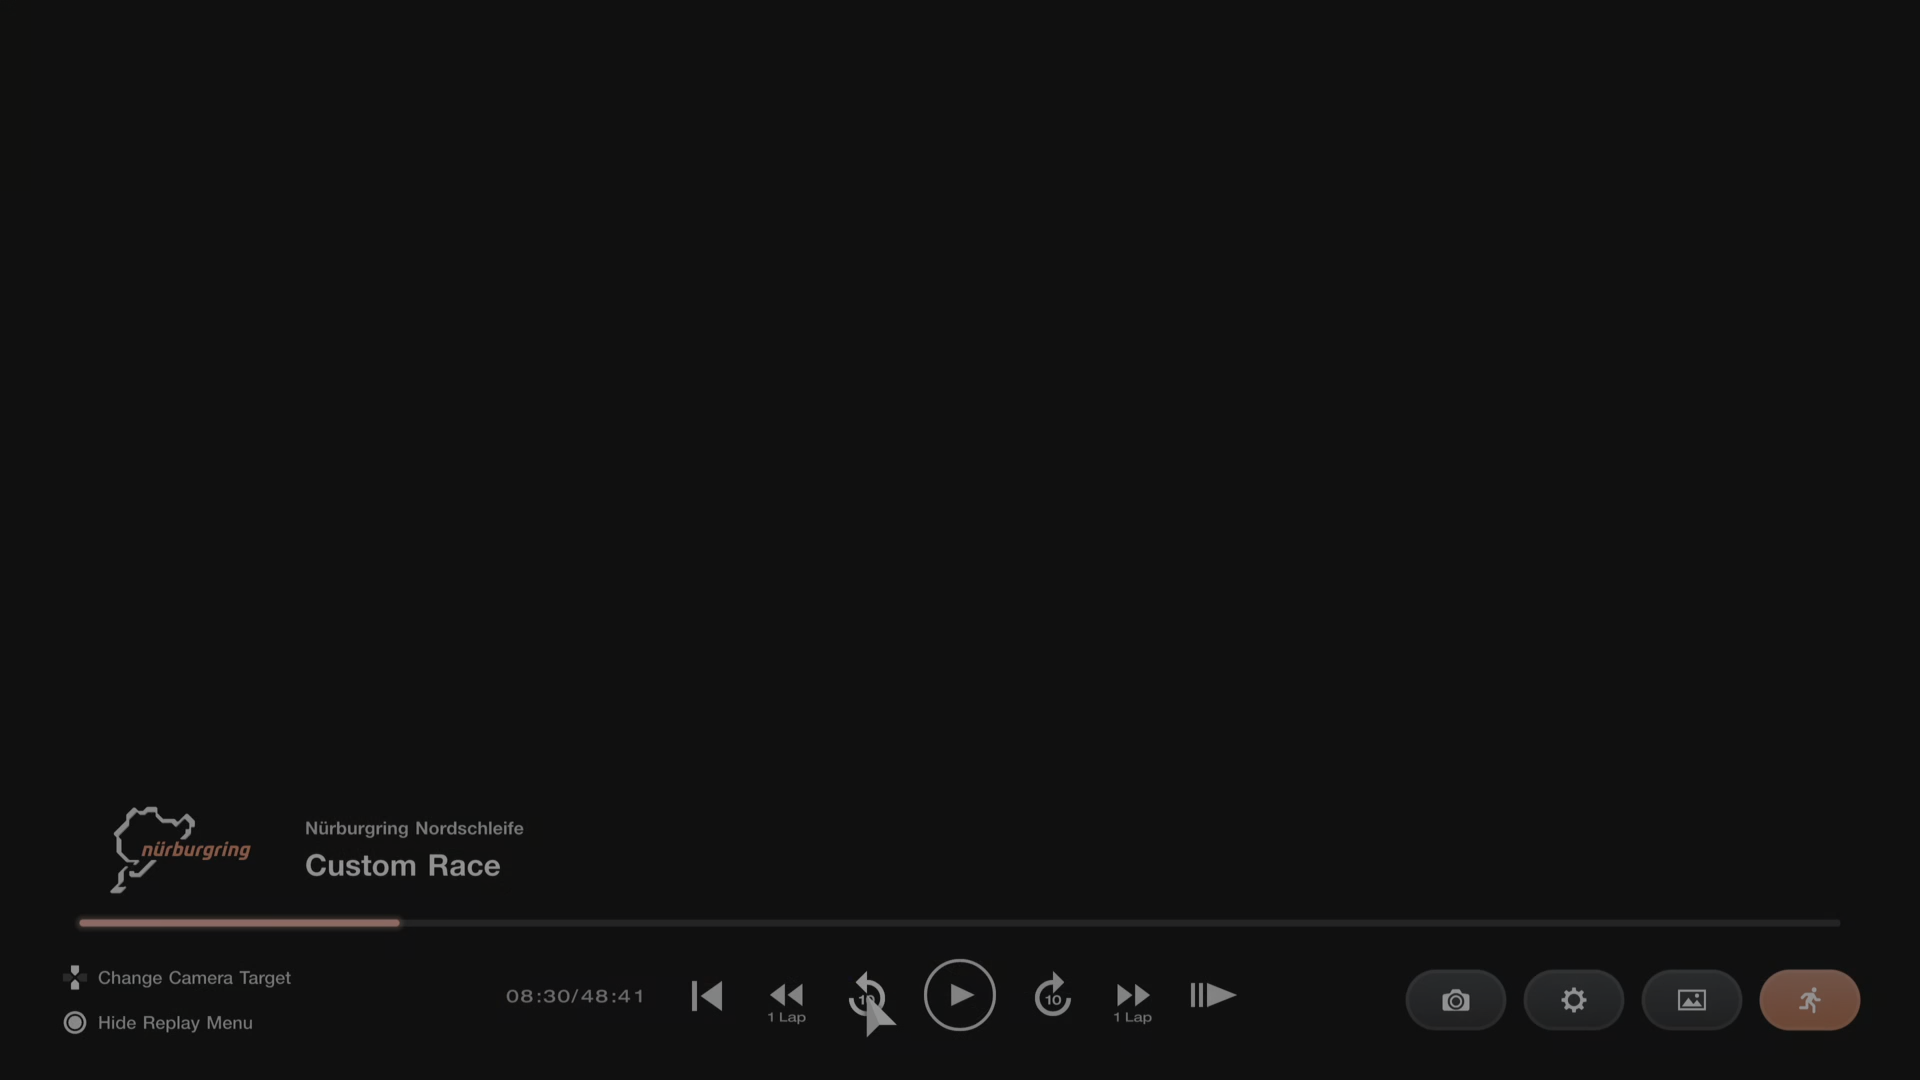 nürburgring
Nürburgring Nordschleife
Custom Race
Change Camera Target
Hide Replay Menu
08:30/48:41
1 Lap
10
10
1 Lap